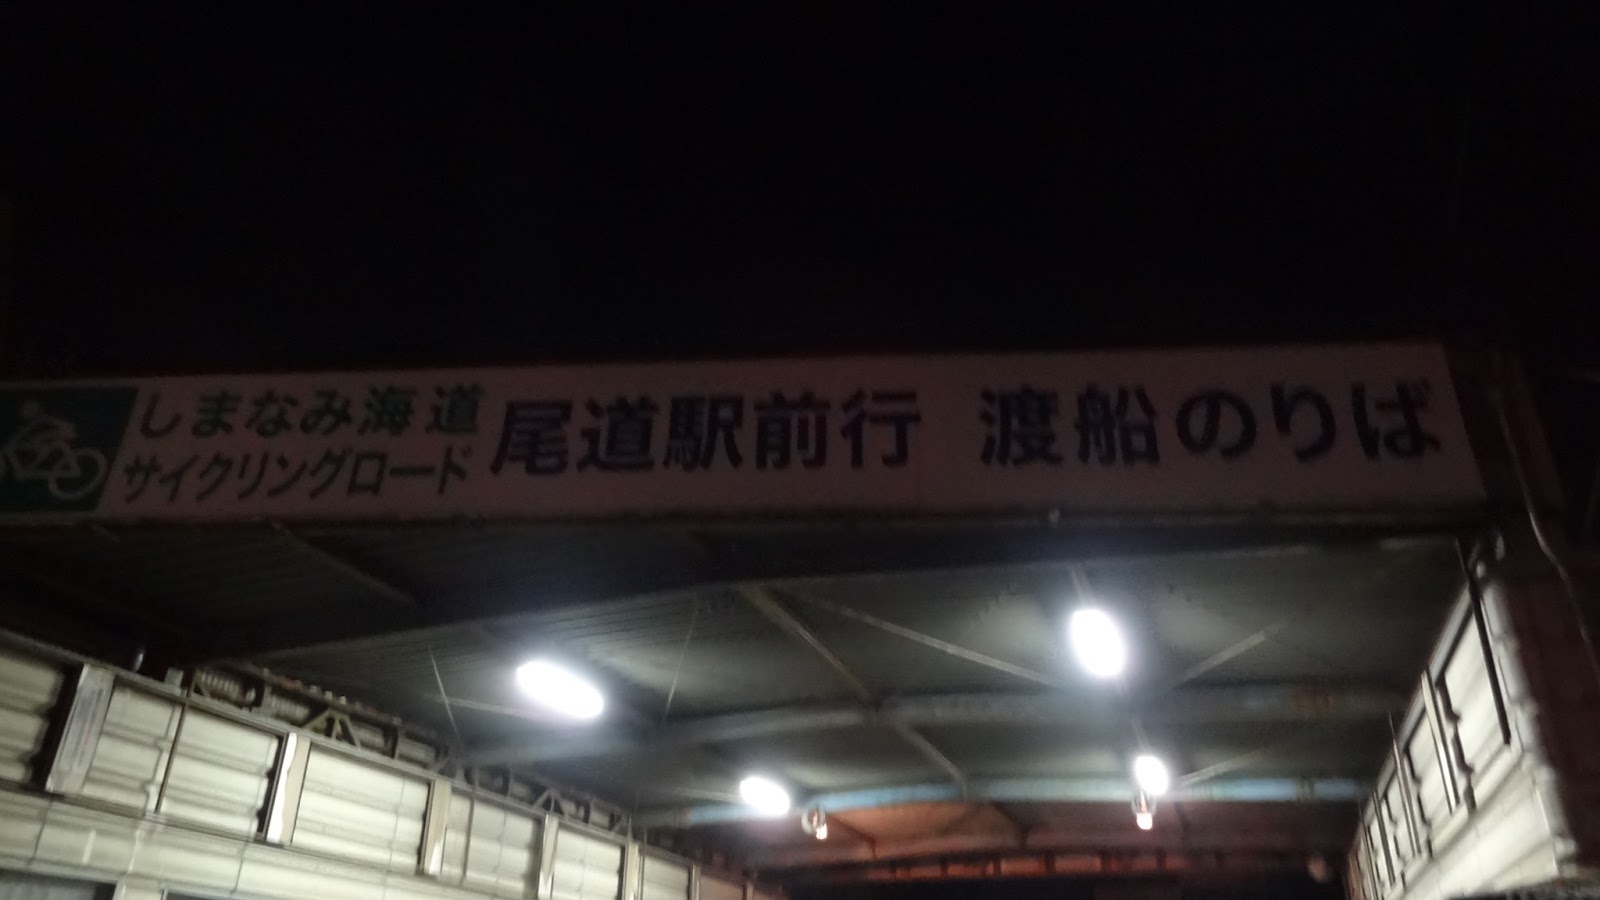 しまなみ海道
サイクリングロード
尾道駅前行 渡船のりば